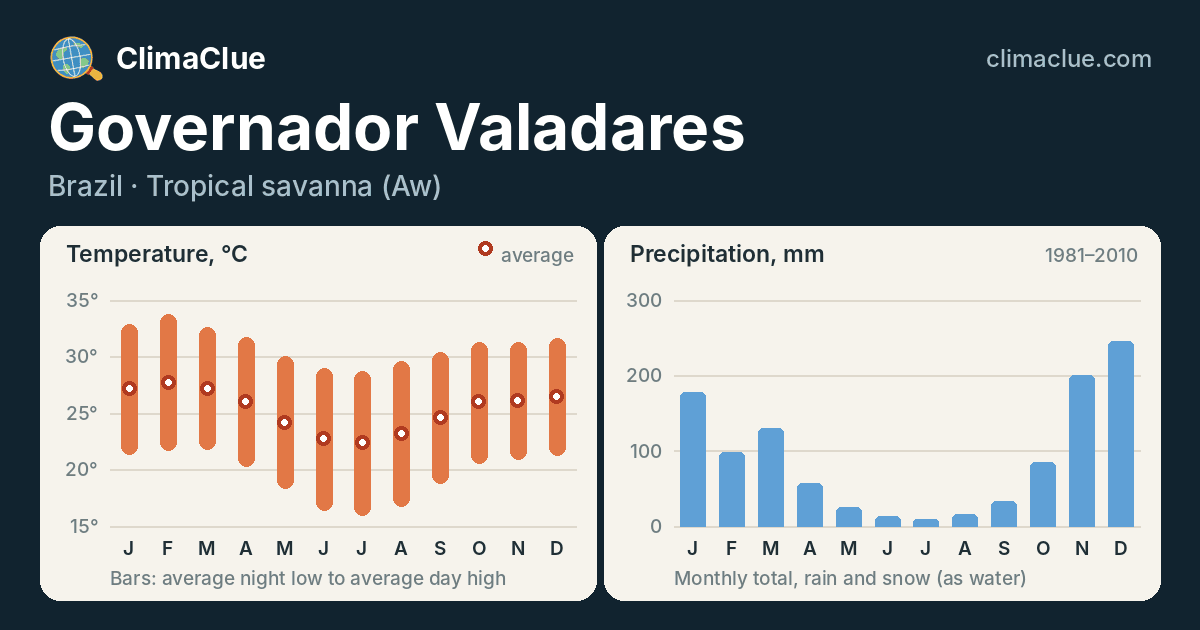 ClimaClue
climaclue.com
Governador Valadares
Brazil · Tropical savanna (Aw)
Temperature, °C
average
35°
30°
25°
20°
15°
J F M A M J J A S O N D
Bars: average night low to average day high
Precipitation, mm
1981–2010
300
200
100
0
J F M A M J J A S O N D
Monthly total, rain and snow (as water)